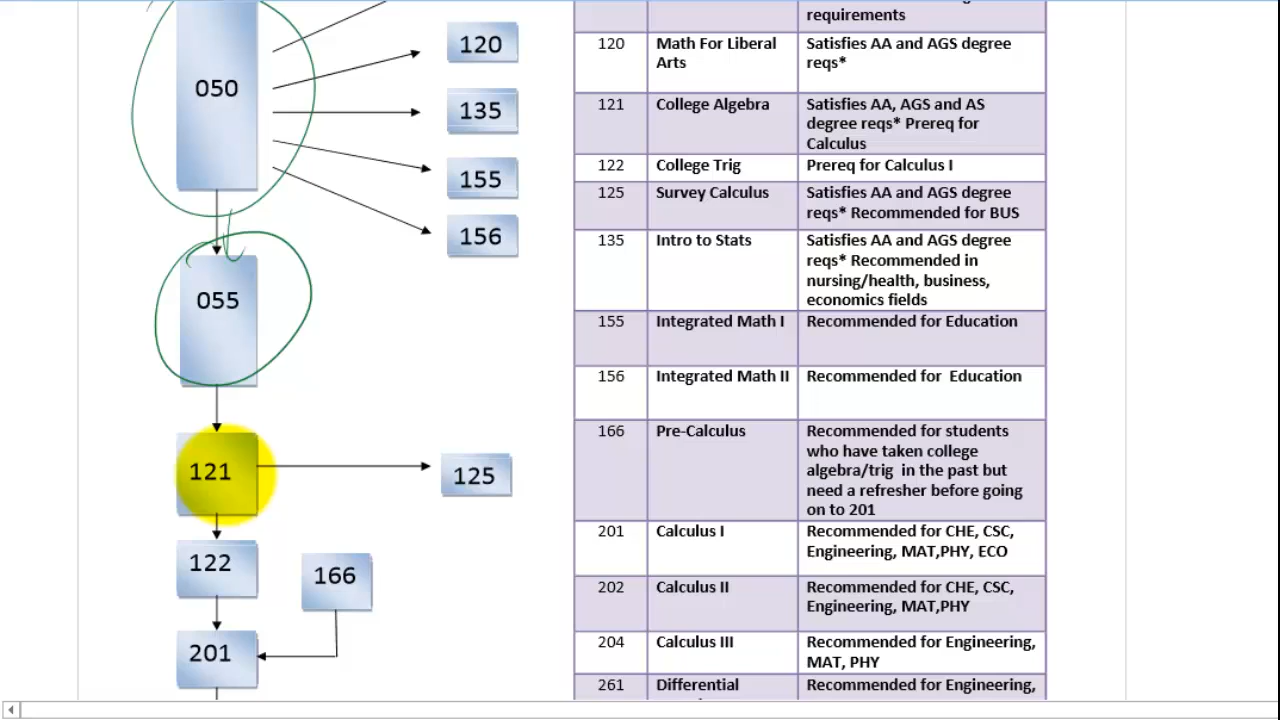 050
120
135
155
156
055
121
125
122
166
201
requirements
120 Math For Liberal Satisfies AA and AGS degree
Arts reqs*
121 College Algebra Satisfies AA, AGS and AS
degree reqs* Prereq for
Calculus
122 College Trig Prereq for Calculus I
125 Survey Calculus Satisfies AA and AGS degree
reqs* Recommended for BUS
135 Intro to Stats Satisfies AA and AGS degree
reqs* Recommended in
nursing/health, business,
economics fields
155 Integrated Math I Recommended for Education
156 Integrated Math II Recommended for Education
166 Pre-Calculus Recommended for students
who have taken college
algebra/trig in the past but
need a refresher before going
on to 201
201 Calculus I Recommended for CHE, CSC,
Engineering, MAT,PHY, ECO
202 Calculus II Recommended for CHE, CSC,
Engineering, MAT,PHY
204 Calculus III Recommended for Engineering,
MAT, PHY
261 Differential Recommended for Engineering,